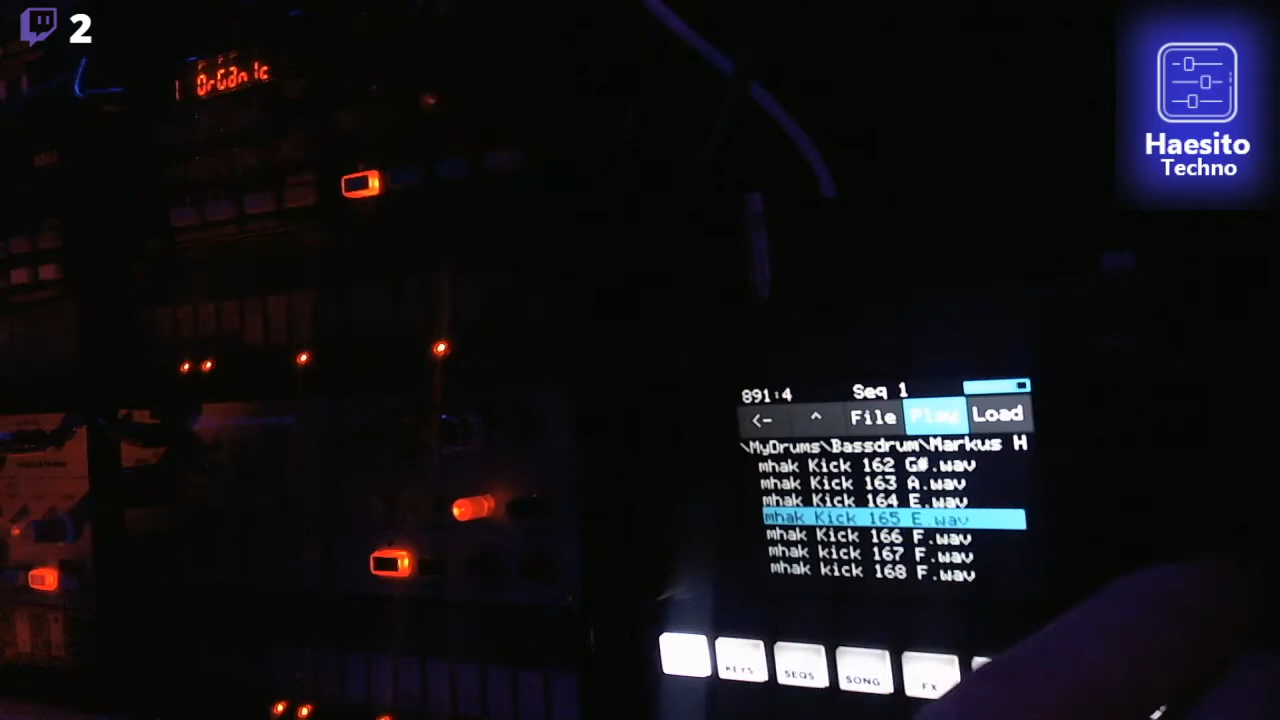 2
OrGanic
Haesito
Techno
891:4 Seq 1
<- ^ File Play Load
\MyDrums\Bassdrum\Markus H
mhak Kick 162 G#.wav
mhak Kick 163 A.wav
mhak Kick 164 E.wav
mhak Kick 165 E.wav
mhak Kick 166 F.wav
mhak kick 167 F.wav
mhak kick 168 F.wav
KEYS SEQS SONG FX